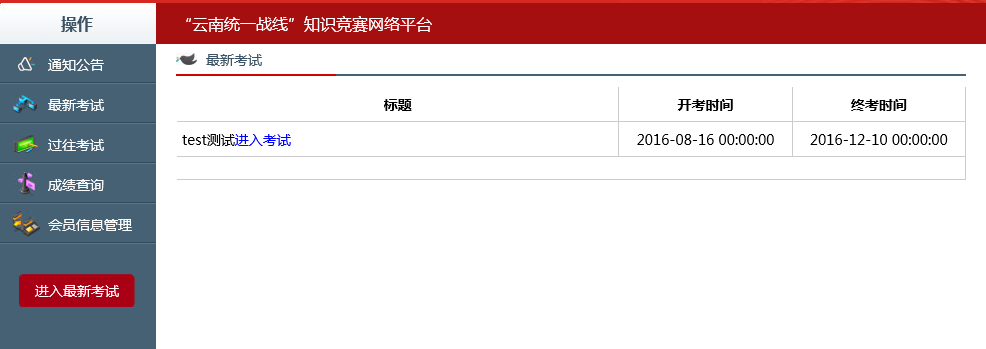 操作
“云南统一战线”知识竞赛网络平台
通知公告
最新考试
过往考试
成绩查询
会员信息管理
进入最新考试
最新考试
标题 开考时间 终考时间
test测试进入考试 2016-08-16 00:00:00 2016-12-10 00:00:00